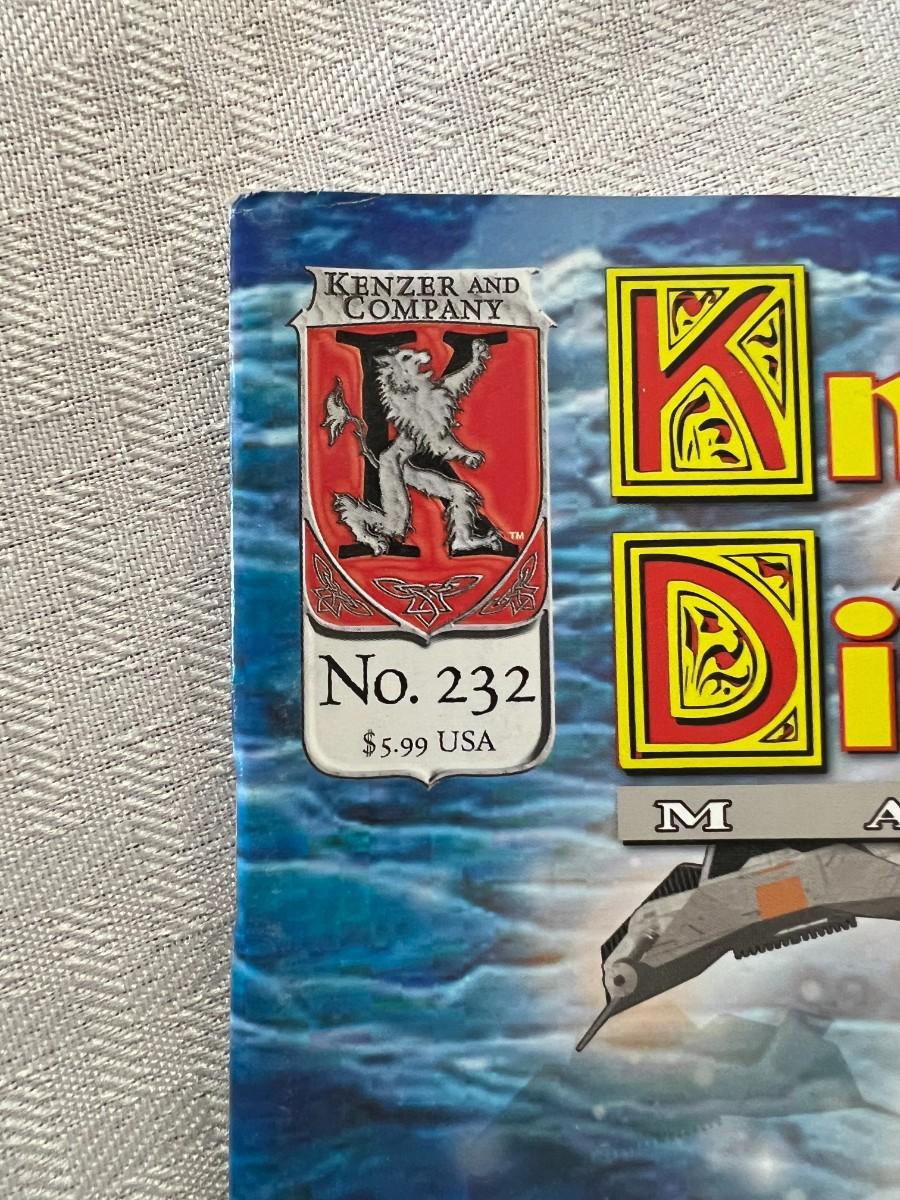 KENZER AND
COMPANY
K
TM
No. 232
$5.99 USA
Kn
Di
M A